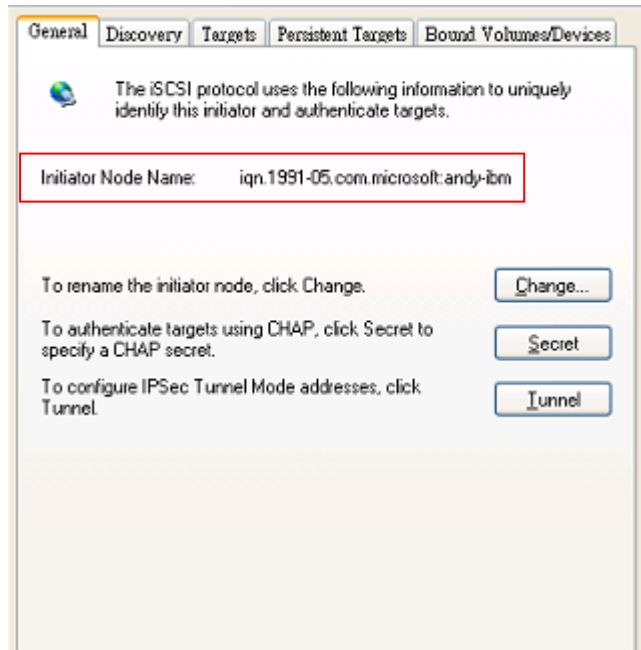 General Discovery Targets Persistent Targets Bound Volumes/Devices
The iSCSI protocol uses the following information to uniquely
identify this initiator and authenticate targets.
Initiator Node Name: iqn.1991-05.com.microsoft:andy-ibm
To rename the initiator node, click Change.
Change...
To authenticate targets using CHAP, click Secret to
specify a CHAP secret.
Secret
To configure IPSec Tunnel Mode addresses, click
Tunnel.
Tunnel